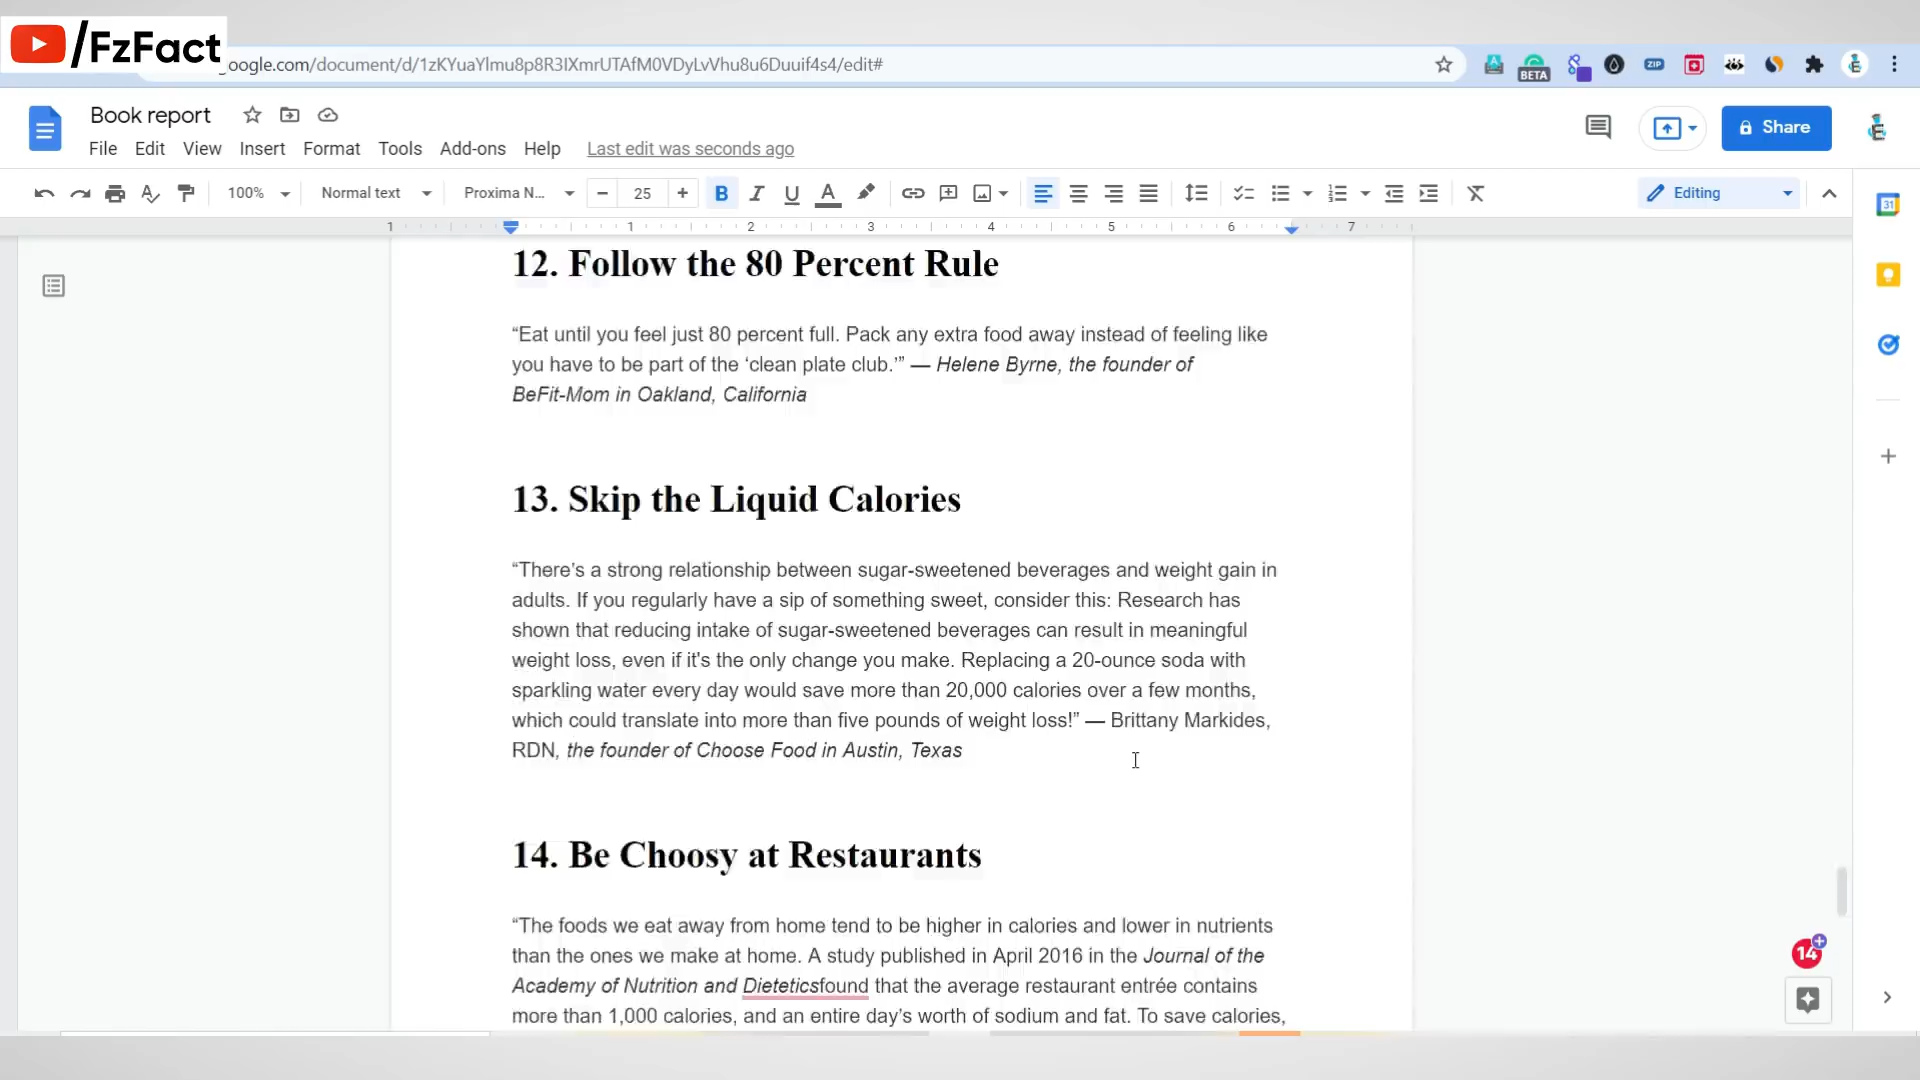 /FzFact
google.com/document/d/1zKYuaYlmu8p8R3IXmrUTAfM0VDyLvVhu8u6Duuif4s4/edit#
BETA
ZIP
Book report
File Edit View Insert Format Tools Add-ons Help Last edit was seconds ago
Share
100% Normal text Proxima N... 25 B I U A Editing
1 1 2 3 4 5 6 7
31
12. Follow the 80 Percent Rule
“Eat until you feel just 80 percent full. Pack any extra food away instead of feeling like
you have to be part of the ‘clean plate club.’” — Helene Byrne, the founder of
BeFit-Mom in Oakland, California
13. Skip the Liquid Calories
“There’s a strong relationship between sugar-sweetened beverages and weight gain in
adults. If you regularly have a sip of something sweet, consider this: Research has
shown that reducing intake of sugar-sweetened beverages can result in meaningful
weight loss, even if it's the only change you make. Replacing a 20-ounce soda with
sparkling water every day would save more than 20,000 calories over a few months,
which could translate into more than five pounds of weight loss!” — Brittany Markides,
RDN, the founder of Choose Food in Austin, Texas
14. Be Choosy at Restaurants
“The foods we eat away from home tend to be higher in calories and lower in nutrients
than the ones we make at home. A study published in April 2016 in the Journal of the
Academy of Nutrition and Dieteticsfound that the average restaurant entrée contains
more than 1,000 calories, and an entire day’s worth of sodium and fat. To save calories,
14